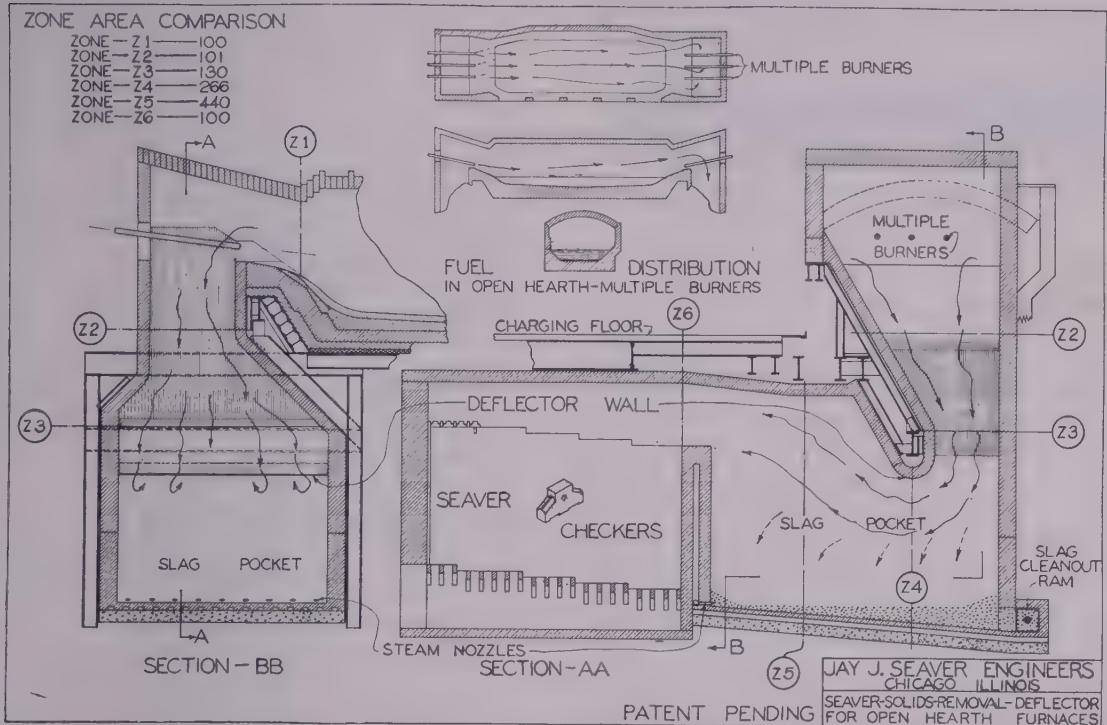 ZONE AREA COMPARISON
ZONE-Z1-100
ZONE-Z2-101
ZONE-Z3-130
ZONE-Z4-266
ZONE-Z5-440
ZONE-Z6-100
A
Z1
MULTIPLE BURNERS
B
MULTIPLE
BURNERS
FUEL DISTRIBUTION
IN OPEN HEARTH-MULTIPLE BURNERS
Z6
CHARGING FLOOR
Z2
Z2
Z3
DEFLECTOR WALL
Z3
SEAVER
CHECKERS
SLAG POCKET
SLAG POCKET
SLAG
CLEANOUT
RAM
Z4
A
B
STEAM NOZZLES
SECTION-BB
SECTION-AA
Z5
JAY J. SEAVER ENGINEERS
CHICAGO ILLINOIS
PATENT PENDING
SEAVER-SOLIDS-REMOVAL-DEFLECTOR
FOR OPEN HEARTH FURNACES